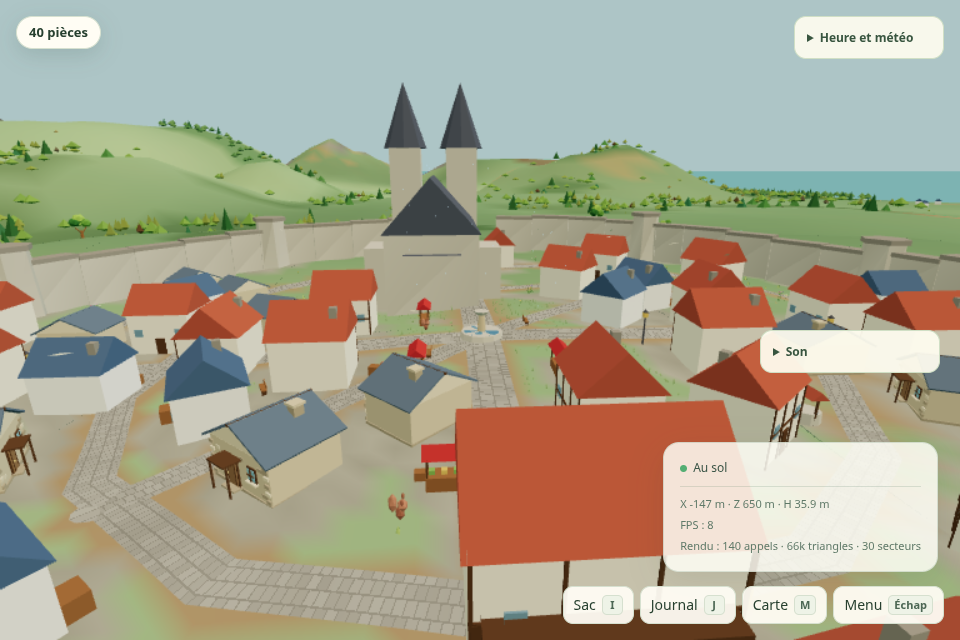 40 pièces
▶ Heure et météo
▶ Son
Au sol
X -147 m · Z 650 m · H 35.9 m
FPS : 8
Rendu : 140 appels · 66k triangles · 30 secteurs
Sac I Journal J Carte M Menu Échap